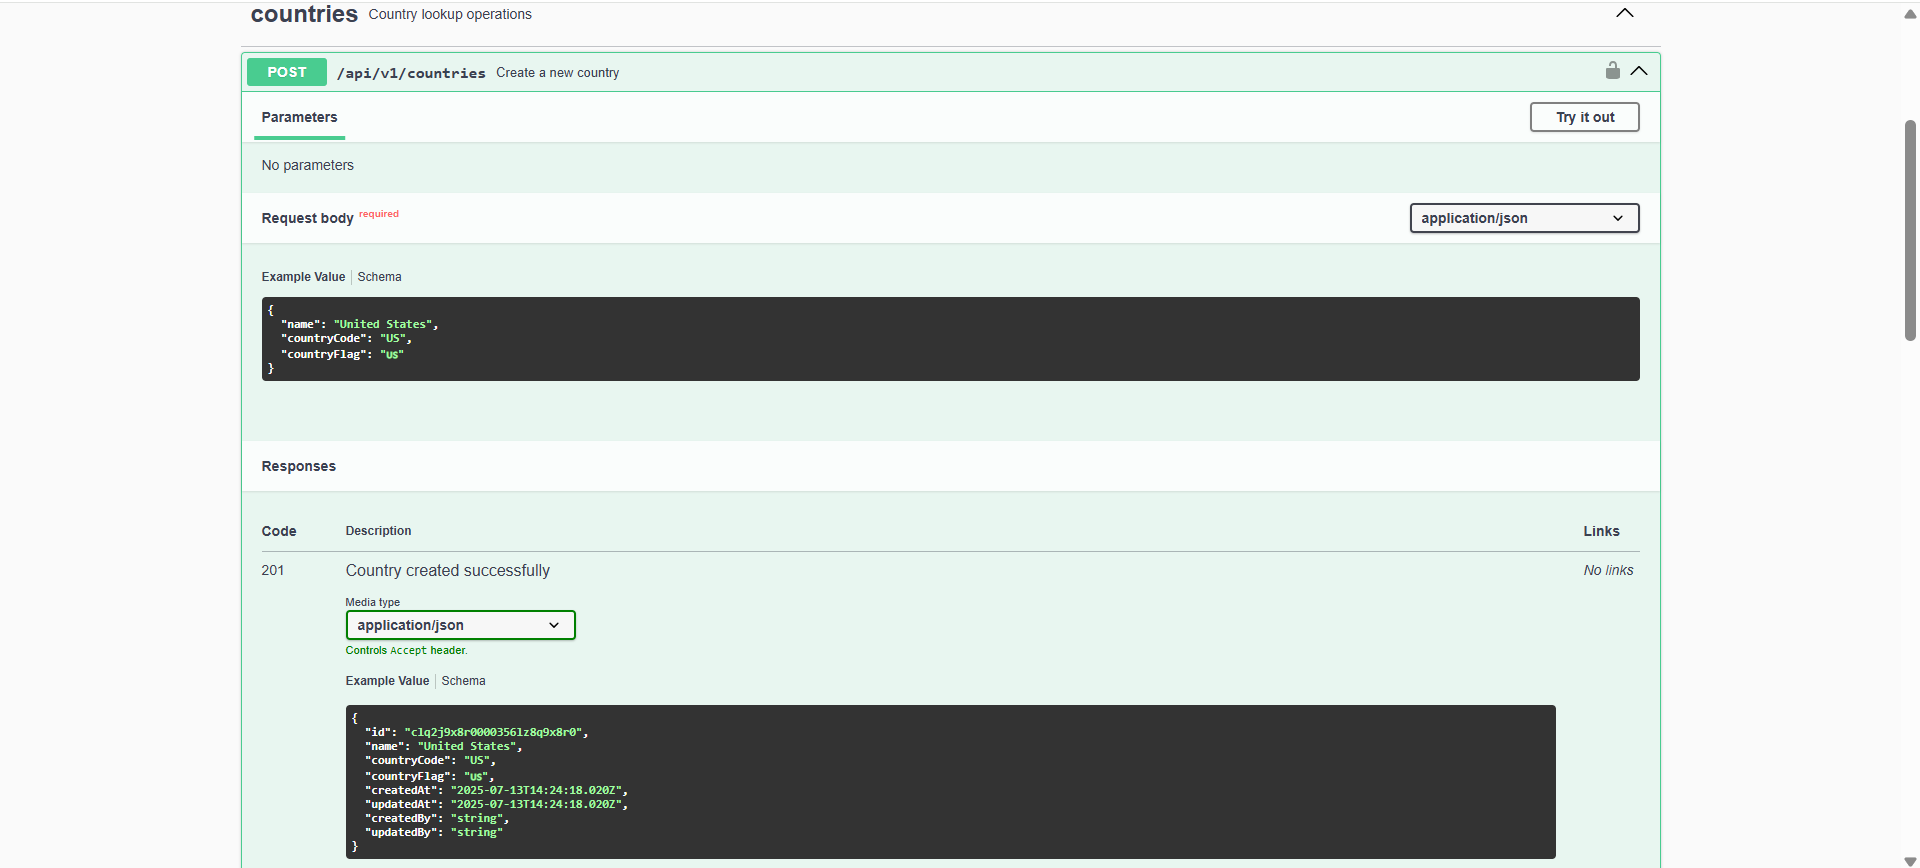 countries Country lookup operations
POST /api/v1/countries Create a new country
Parameters
Try it out
No parameters
Request body required
application/json
Example Value | Schema
{
  "name": "United States",
  "countryCode": "US",
  "countryFlag": "🇺🇸"
}
Responses
Code Description Links
201 Country created successfully No links
Media type
application/json
Controls Accept header.
Example Value | Schema
{
  "id": "clq2j9x8r0000356lz8q9x8r0",
  "name": "United States",
  "countryCode": "US",
  "countryFlag": "🇺🇸",
  "createdAt": "2025-07-13T14:24:18.020Z",
  "updatedAt": "2025-07-13T14:24:18.020Z",
  "createdBy": "string",
  "updatedBy": "string"
}